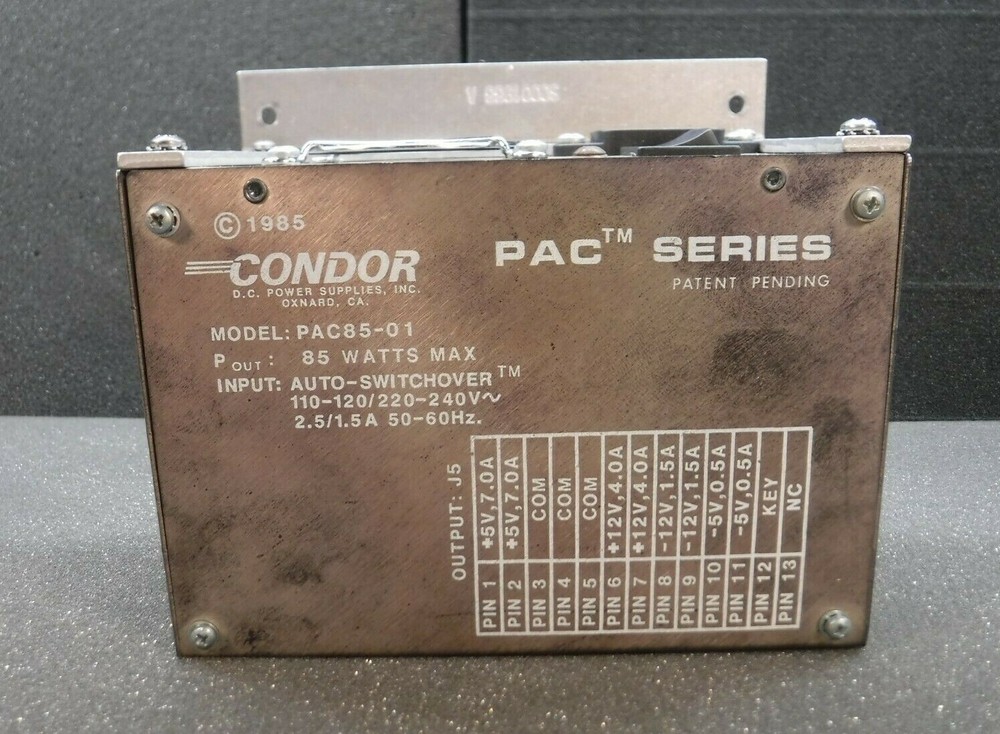 © 1985
CONDOR
D.C. POWER SUPPLIES, INC.
OXNARD, CA.
PAC™ SERIES
PATENT PENDING
MODEL: PAC85-01
POUT: 85 WATTS MAX
INPUT: AUTO-SWITCHOVER™
110-120/220-240V~
2.5/1.5A 50-60Hz.
OUTPUT: J5
PIN 1 +5V,7.0A
PIN 2 +5V,7.0A
PIN 3 COM
PIN 4 COM
PIN 5 COM
PIN 6 +12V,4.0A
PIN 7 +12V,4.0A
PIN 8 -12V,1.5A
PIN 9 -12V,1.5A
PIN 10 -5V,0.5A
PIN 11 -5V,0.5A
PIN 12 KEY
PIN 13 NC